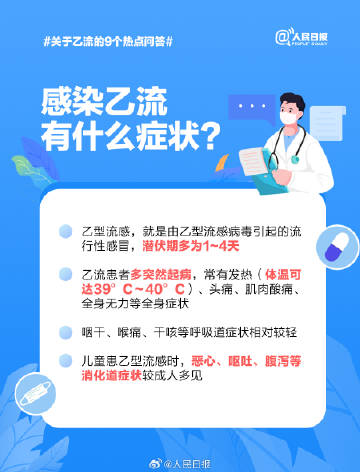 #关于乙流的9个热点问答#
@人民日报
PEOPLE'S DAILY
感染乙流
有什么症状?
乙型流感，就是由乙型流感病毒引起的流
行性感冒，潜伏期多为1~4天
乙流患者多突然起病，常有发热（体温可
达39°C~40°C）、头痛、肌肉酸痛、
全身无力等全身症状
咽干、喉痛、干咳等呼吸道症状相对较轻
儿童患乙型流感时，恶心、呕吐、腹泻等
消化道症状较成人多见
@人民日报